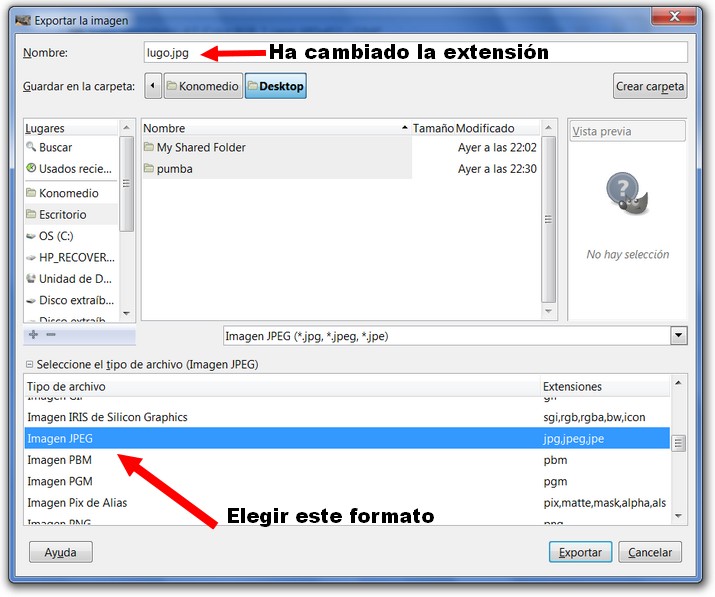 Exportar la imagen
Nombre: lugo.jpg
Ha cambiado la extensión
Guardar en la carpeta: Konomedio Desktop Crear carpeta
Lugares
Buscar
Usados recie...
Konomedio
Escritorio
OS (C:)
HP_RECOVER...
Unidad de D...
Disco extraíb...
Disco extraíb...
Nombre Tamaño Modificado
My Shared Folder Ayer a las 22:02
pumba Ayer a las 22:30
Vista previa
No hay selección
Imagen JPEG (*.jpg, *.jpeg, *.jpe)
Seleccione el tipo de archivo (Imagen JPEG)
Tipo de archivo Extensiones
Imagen GIF gif
Imagen IRIS de Silicon Graphics sgi,rgb,rgba,bw,icon
Imagen JPEG jpg,jpeg,jpe
Imagen PBM pbm
Imagen PGM pgm
Imagen Pix de Alias pix,matte,mask,alpha,als
Imagen PNG png
Elegir este formato
Ayuda Exportar Cancelar